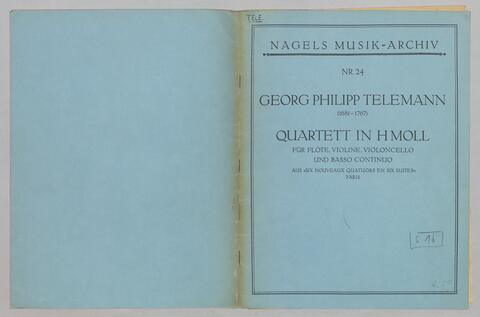 TELE
NAGELS MUSIK-ARCHIV
NR 24
GEORG PHILIPP TELEMANN
(1681-1767)
QUARTETT IN H MOLL
FÜR FLÖTE, VIOLINE, VIOLONCELLO
UND BASSO CONTINUO
AUS »SIX NOUVEAUX QUATUORS EN SIX SUITES«
PARIS